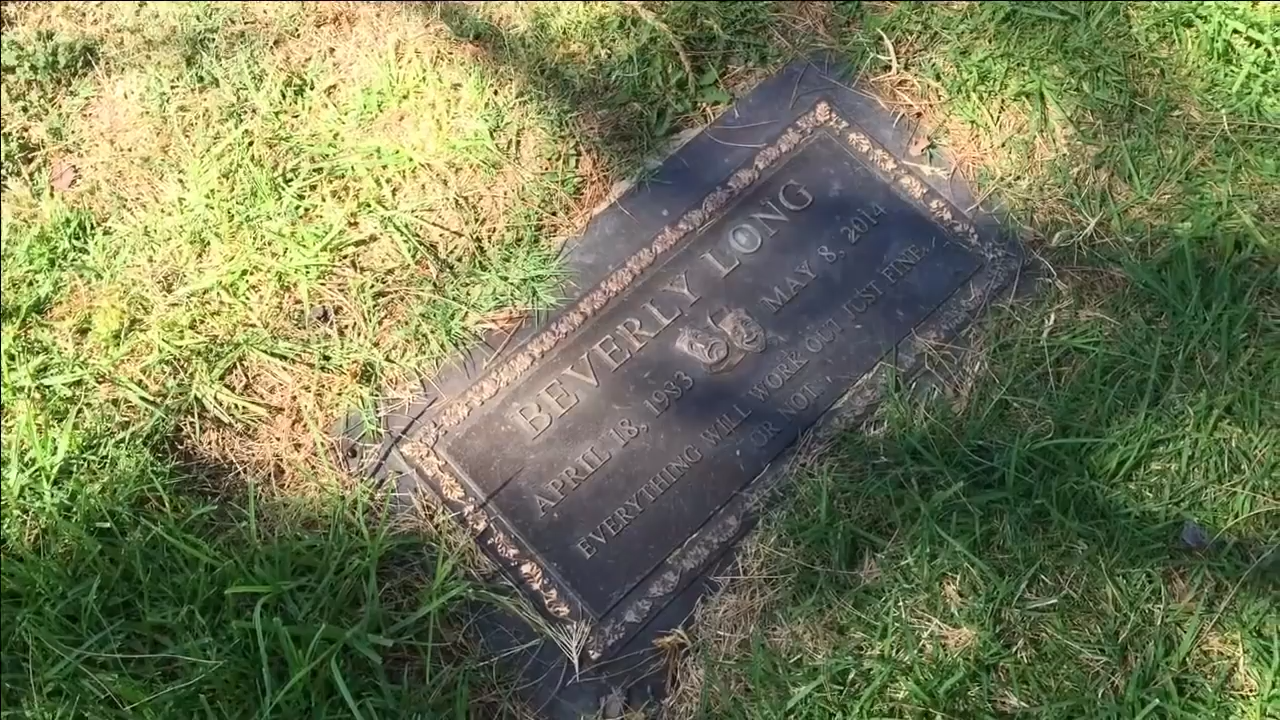 BEVERLY LONG
APRIL 18, 1933 MAY 8, 2014
EVERYTHING WILL WORK OUT JUST FINE...
OR NOT...